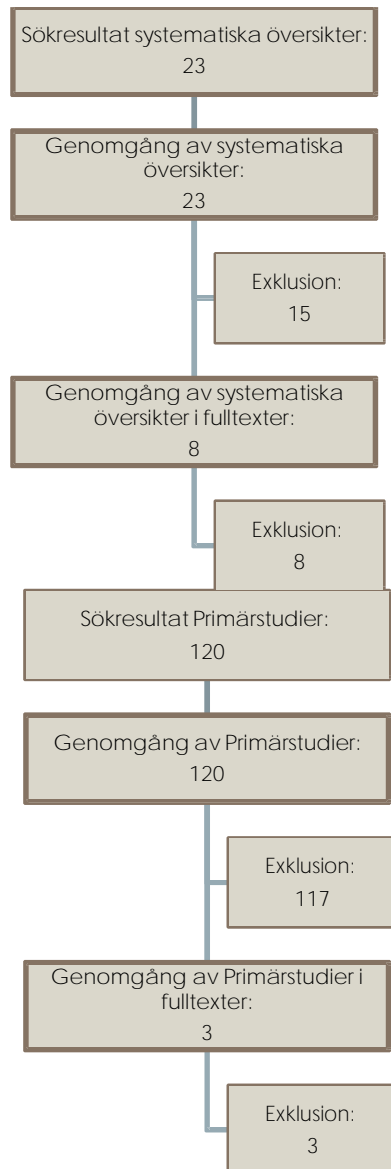 Sökresultat systematiska översikter:
23
Genomgång av systematiska
översikter:
23
Exklusion:
15
Genomgång av systematiska
översikter i fulltexter:
8
Exklusion:
8
Sökresultat Primärstudier:
120
Genomgång av Primärstudier:
120
Exklusion:
117
Genomgång av Primärstudier i
fulltexter:
3
Exklusion:
3